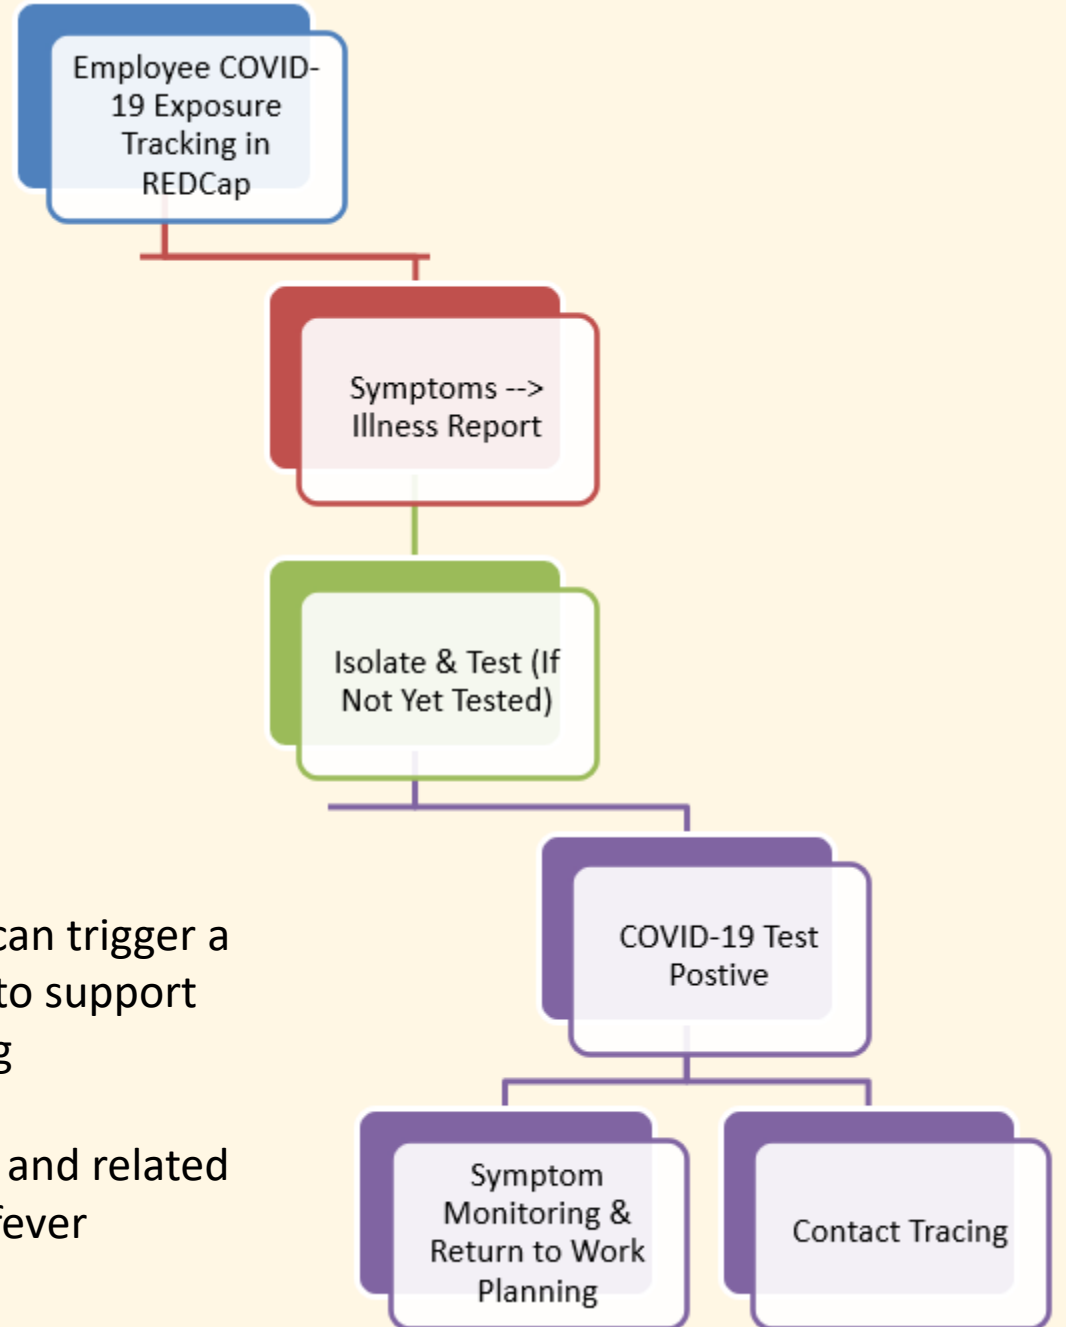 Employee COVID-
19 Exposure
Tracking in
REDCap
Symptoms -->
Illness Report
Isolate & Test (If
Not Yet Tested)
COVID-19 Test
Postive
can trigger a
to support
g
and related
fever
Symptom
Monitoring &
Return to Work
Planning
Contact Tracing